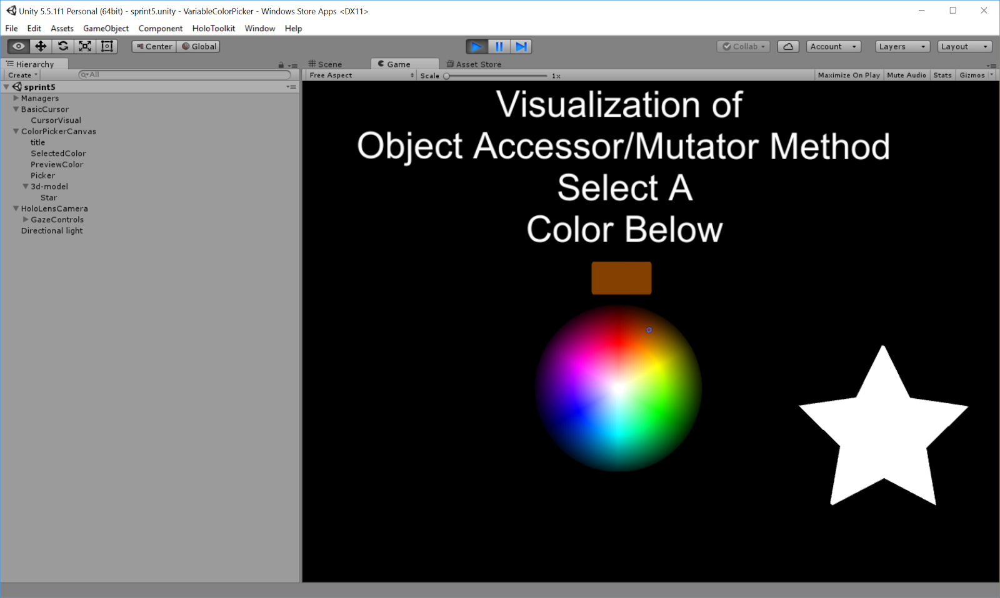 Unity 5.5.1f1 Personal (64bit) - sprint5.unity - VariableColorPicker - Windows Store Apps <DX11>
File Edit Assets GameObject Component HoloToolkit Window Help
Center Global Collab Account Layers Layout
Hierarchy
Create All
sprint5
Managers
BasicCursor
CursorVisual
ColorPickerCanvas
title
SelectedColor
PreviewColor
Picker
3d-model
Star
HoloLensCamera
GazeControls
Directional light
Scene Game Asset Store
Free Aspect Scale 1x Maximize On Play Mute Audio Stats Gizmos
Visualization of
Object Accessor/Mutator Method
Select A
Color Below